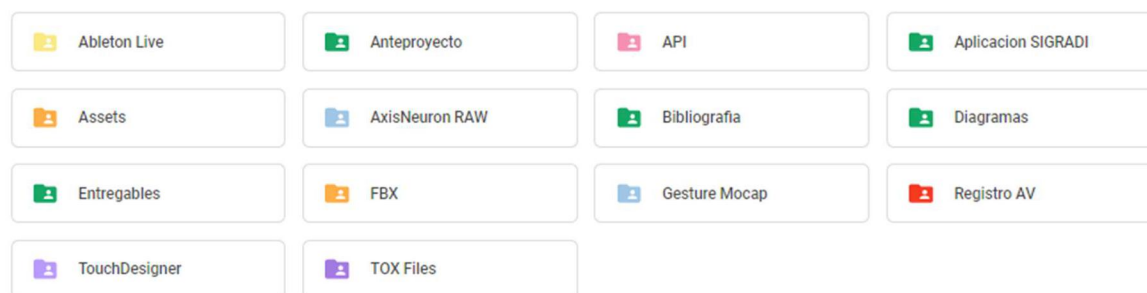 Ableton Live
Anteproyecto
API
Aplicacion SIGRADI
Assets
AxisNeuron RAW
Bibliografia
Diagramas
Entregables
FBX
Gesture Mocap
Registro AV
TouchDesigner
TOX Files